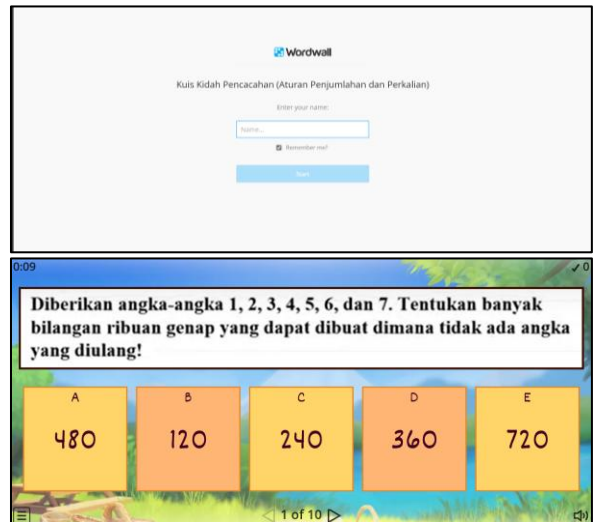 Wordwall
Kuis Kidah Pencacahan (Aturan Penjumlahan dan Perkalian)
Enter your name:
Name...
Remember me?
Start
0:09
✓ 0
Diberikan angka-angka 1, 2, 3, 4, 5, 6, dan 7. Tentukan banyak
bilangan ribuan genap yang dapat dibuat dimana tidak ada angka
yang diulang!
A
B
C
D
E
480
120
240
360
720
1 of 10